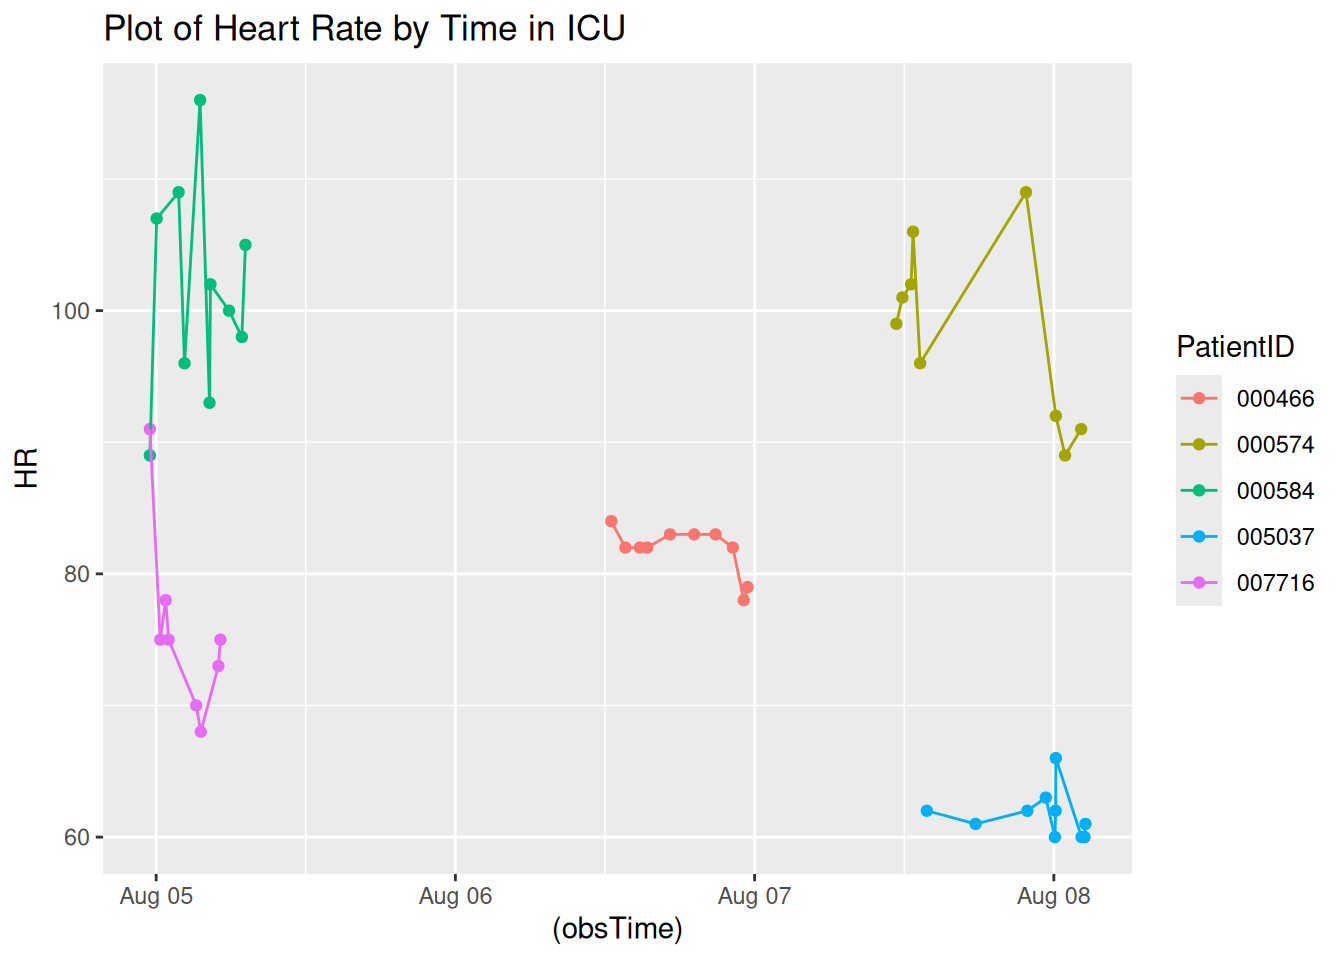 Plot of Heart Rate by Time in ICU
HR
100
80
60
Aug 05
Aug 06
Aug 07
Aug 08
(obsTime)
PatientID
000466
000574
000584
005037
007716